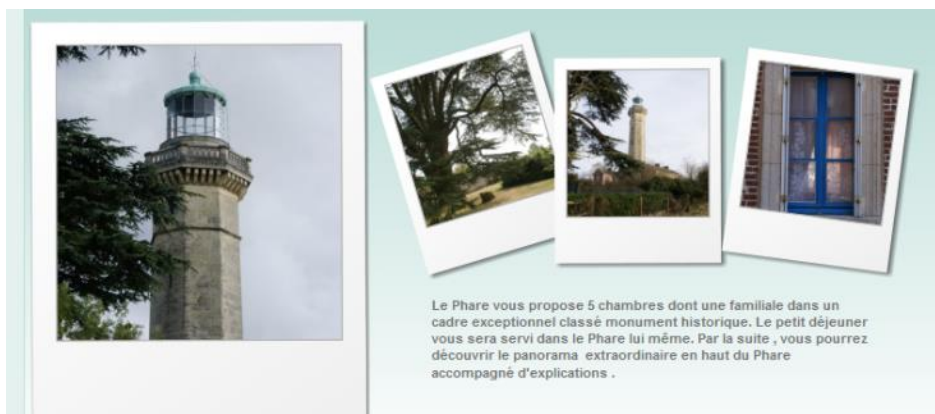 Le Phare vous propose 5 chambres dont une familiale dans un
cadre exceptionnel classé monument historique. Le petit déjeuner
vous sera servi dans le Phare lui même. Par la suite , vous pourrez
découvrir le panorama  extraordinaire en haut du Phare
accompagné d'explications .